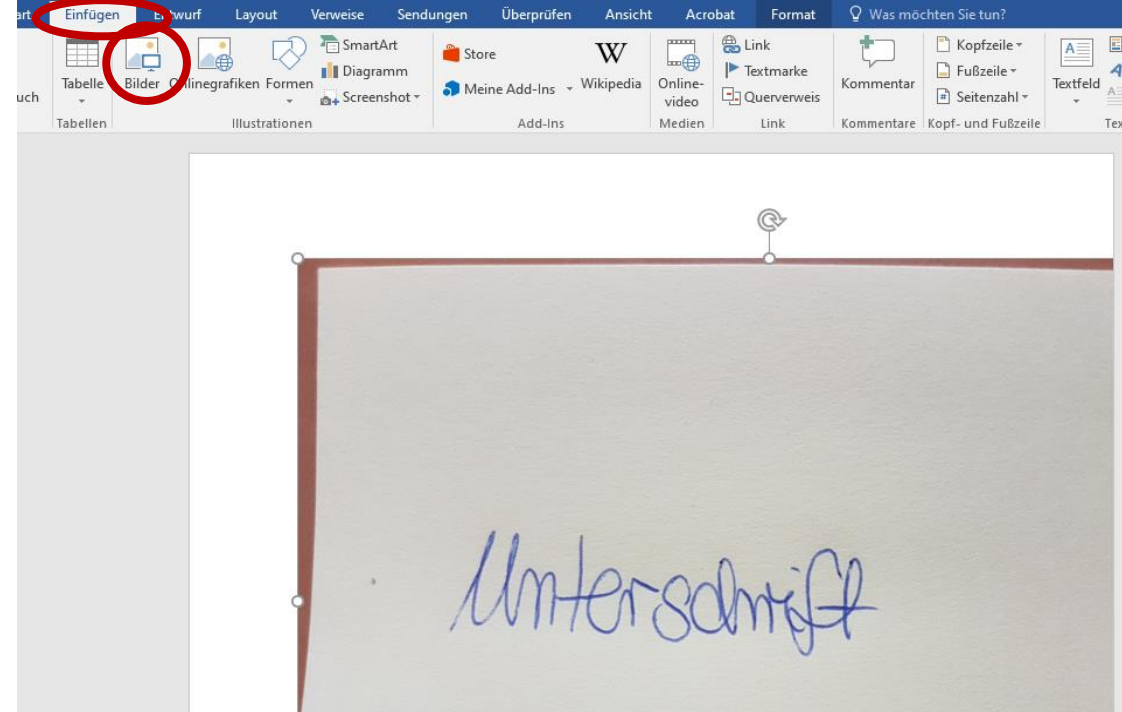 Einfügen Entwurf Layout Verweise Sendungen Überprüfen Ansicht Acrobat Format Was möchten Sie tun?
Tabelle Bilder Onlinegrafiken Formen SmartArt Diagramm Screenshot
Store Meine Add-Ins Wikipedia
Online-video
Link Textmarke Querverweis
Kommentar
Kopfzeile Fußzeile Seitenzahl
Textfeld
Tabellen Illustrationen Add-Ins Medien Link Kommentare Kopf- und Fußzeile
Unterschrift